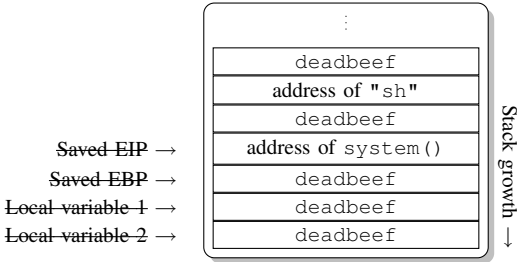 ⋮
deadbeef
address of "sh"
deadbeef
Saved EIP → address of system()
Saved EBP → deadbeef
Local variable 1 → deadbeef
Local variable 2 → deadbeef
Stack growth →